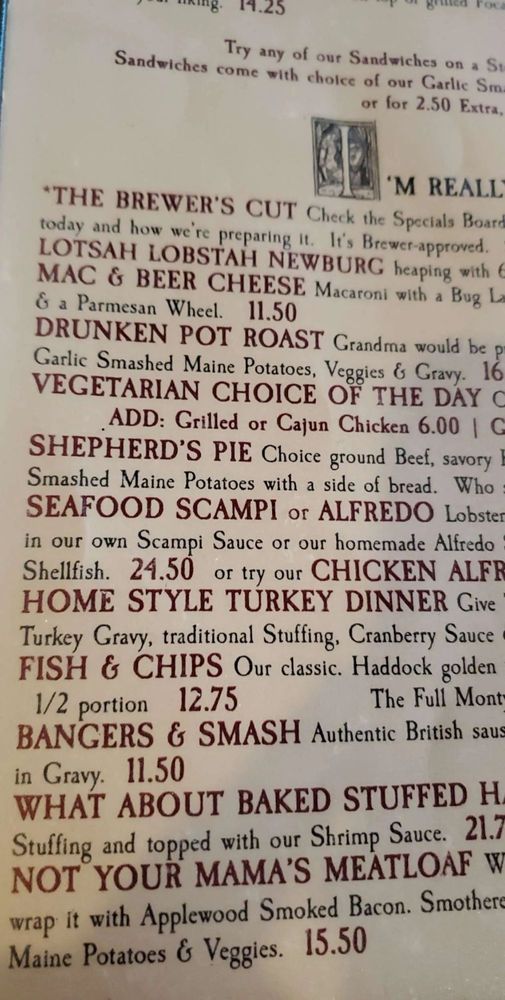 your liking. 14.25
Try any of our Sandwiches on a
Sandwiches come with choice of our Garlic
or for 2.50 Extra,
I'M REALLY
*THE BREWER'S CUT Check the Specials Board
today and how we're preparing it. It's Brewer-approved.
LOTSAH LOBSTAH NEWBURG heaping with
MAC & BEER CHEESE Macaroni with a Bug
& a Parmesan Wheel. 11.50
DRUNKEN POT ROAST Grandma would be
Garlic Smashed Maine Potatoes, Veggies & Gravy. 16
VEGETARIAN CHOICE OF THE DAY
ADD: Grilled or Cajun Chicken 6.00 |
SHEPHERD'S PIE Choice ground Beef, savory
Smashed Maine Potatoes with a side of bread. Who
SEAFOOD SCAMPI or ALFREDO Lobster
in our own Scampi Sauce or our homemade Alfredo
Shellfish. 24.50 or try our CHICKEN ALFR
HOME STYLE TURKEY DINNER Give
Turkey Gravy, traditional Stuffing, Cranberry Sauce
FISH & CHIPS Our classic. Haddock golden
1/2 portion 12.75 The Full Monty
BANGERS & SMASH Authentic British saus
in Gravy. 11.50
WHAT ABOUT BAKED STUFFED HA
Stuffing and topped with our Shrimp Sauce. 21.7
NOT YOUR MAMA'S MEATLOAF W
wrap it with Applewood Smoked Bacon. Smothere
Maine Potatoes & Veggies. 15.50